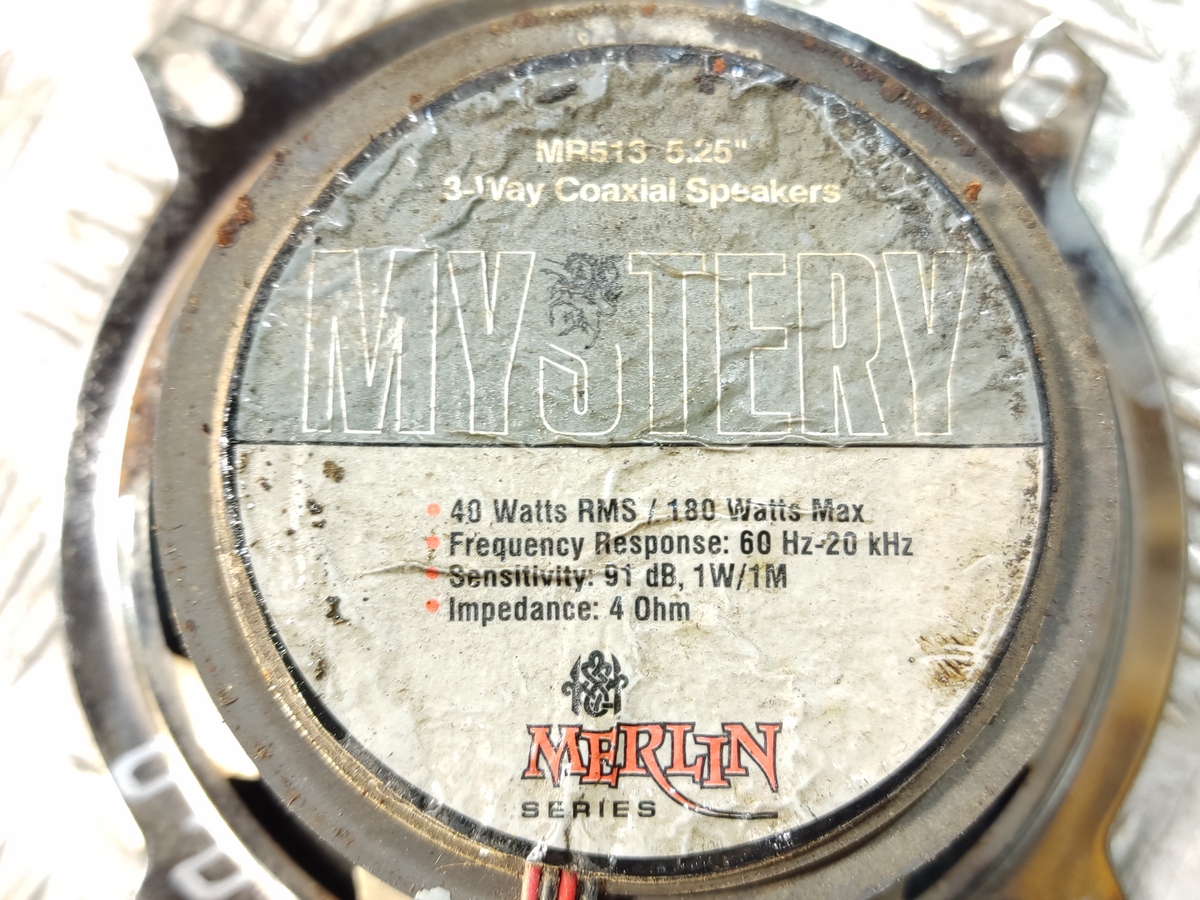 MR513 5.25"
3-Way Coaxial Speakers
MYSTERY
• 40 Watts RMS / 180 Watts Max
• Frequency Response: 60 Hz-20 kHz
• Sensitivity: 91 dB, 1W/1M
• Impedance: 4 Ohm
MERLIN
SERIES